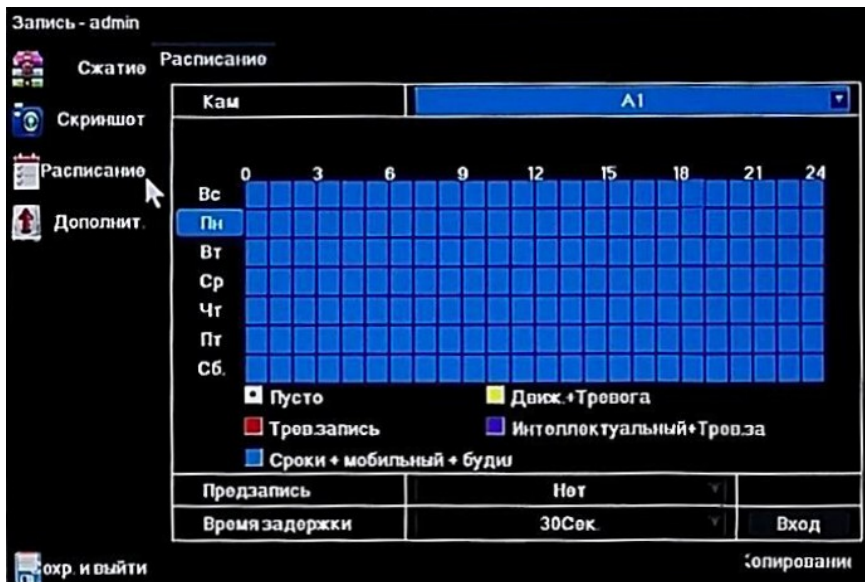 Запись - admin
Сжатие
Скриншот
Расписание
Дополнит.
Расписание
Кам A1
0 3 6 9 12 15 18 21 24
Вс
Пн
Вт
Ср
Чт
Пт
Сб.
Пусто Движ.+Тревога
Трев.запись Интеллектуальный+Трев.за
Сроки + мобильный + буди
Предзапись Нет
Время задержки 30Сек. Вход
охр. и выйти Копировани